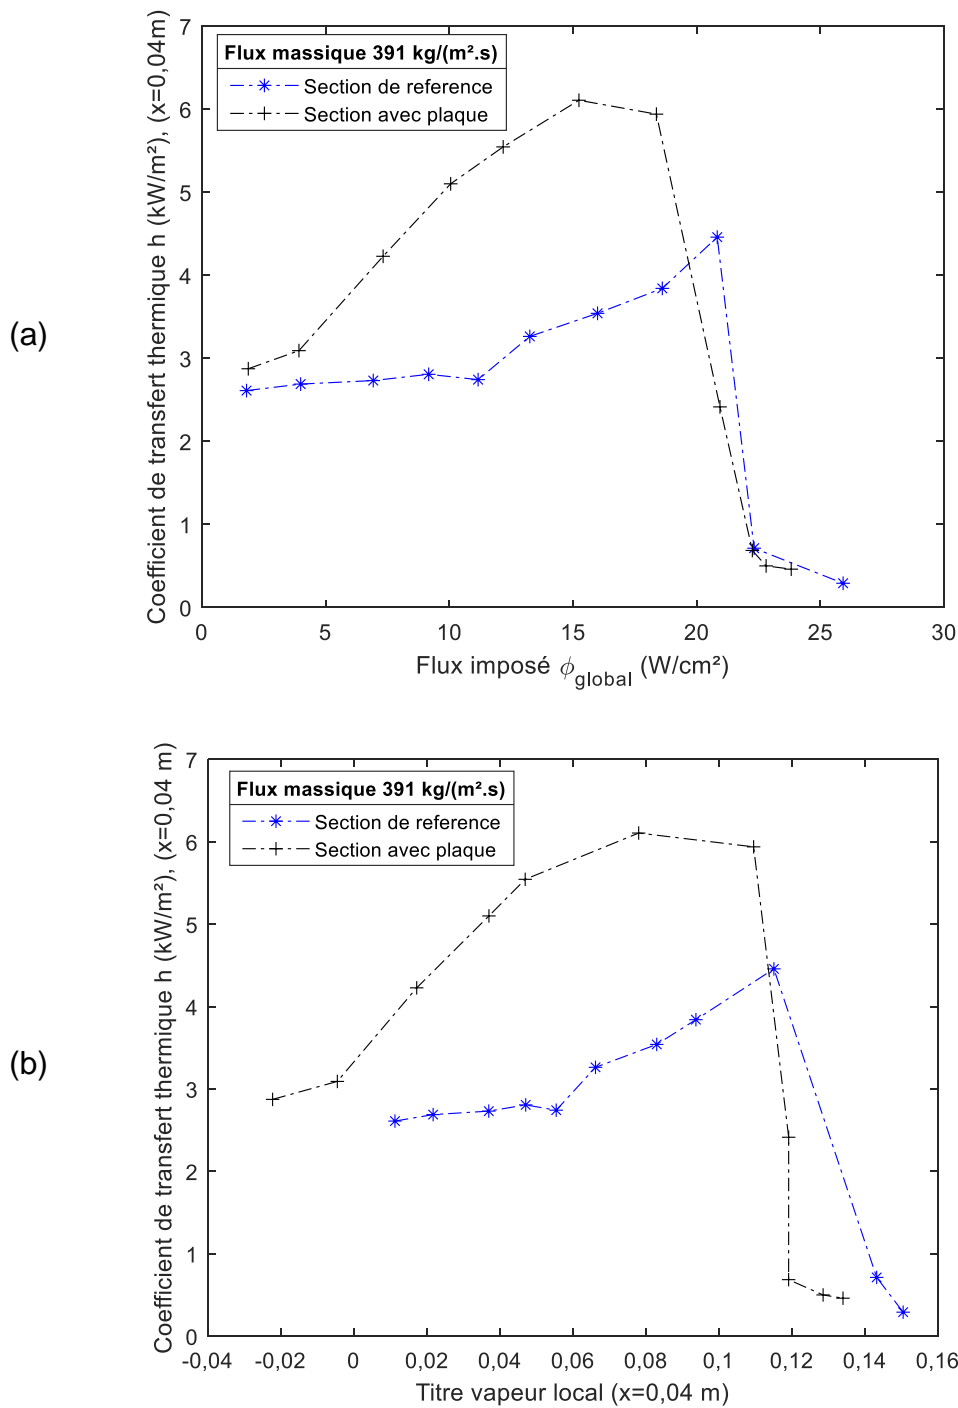 (a)
Coefficient de transfert thermique h (kW/m²), (x=0,04m)
7
6
5
4
3
2
1
0
Flux massique 391 kg/(m².s)
Section de reference
Section avec plaque
0 5 10 15 20 25 30
Flux imposé ϕglobal (W/cm²)
(b)
Coefficient de transfert thermique h (kW/m²), (x=0,04 m)
7
6
5
4
3
2
1
0
Flux massique 391 kg/(m².s)
Section de reference
Section avec plaque
-0,04 -0,02 0 0,02 0,04 0,06 0,08 0,1 0,12 0,14 0,16
Titre vapeur local (x=0,04 m)